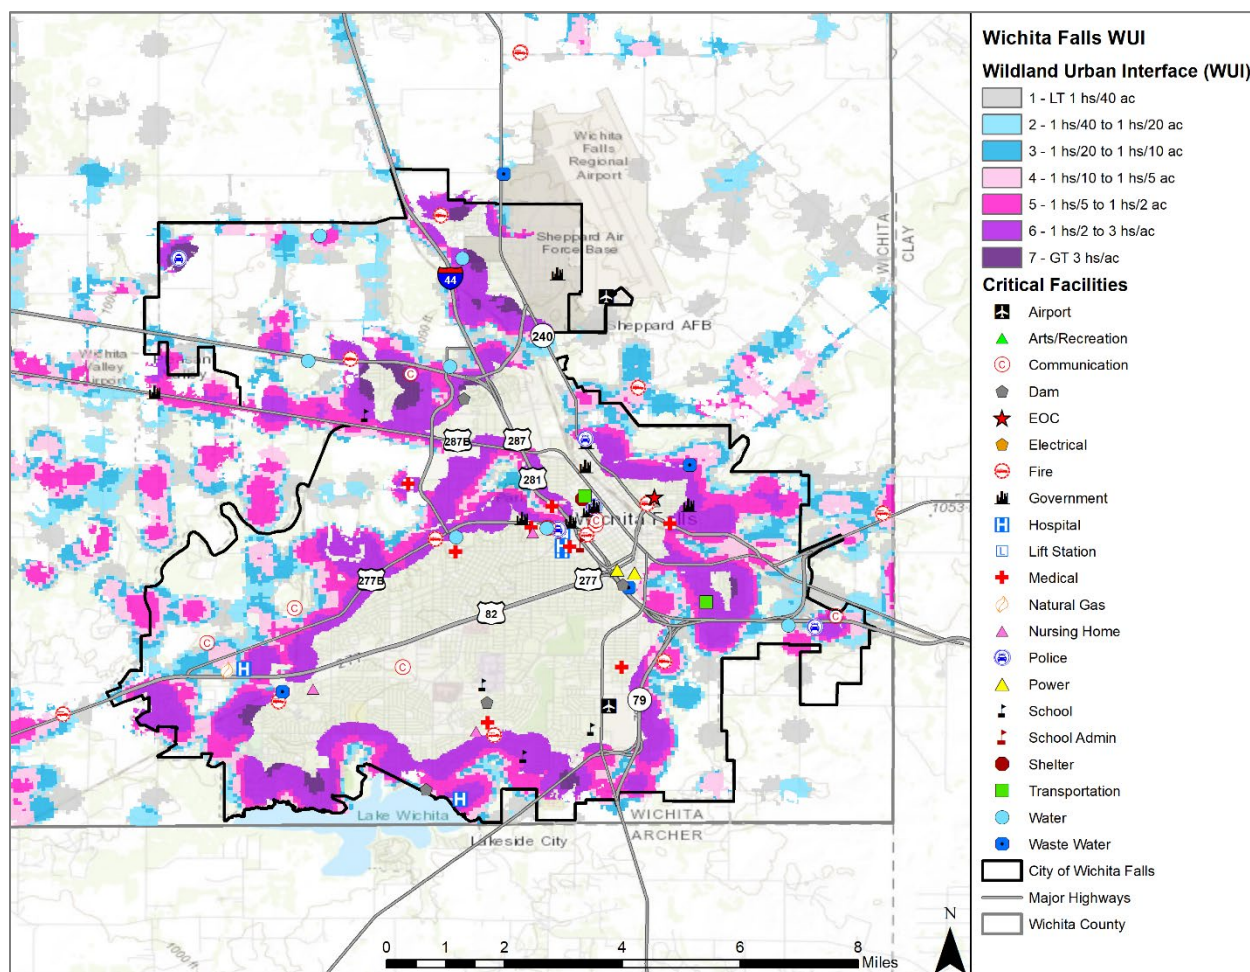 Wichita Falls WUI
Wildland Urban Interface (WUI)
1 - LT 1 hs/40 ac
2 - 1 hs/40 to 1 hs/20 ac
3 - 1 hs/20 to 1 hs/10 ac
4 - 1 hs/10 to 1 hs/5 ac
5 - 1 hs/5 to 1 hs/2 ac
6 - 1 hs/2 to 3 hs/ac
7 - GT 3 hs/ac
Critical Facilities
Airport
Arts/Recreation
C Communication
Dam
EOC
Electrical
Fire
Government
H Hospital
L Lift Station
Medical
Natural Gas
Nursing Home
Police
Power
School
School Admin
Shelter
Transportation
Water
Waste Water
City of Wichita Falls
Major Highways
Wichita County
Wichita
Falls
Regional
Airport
Sheppard Air
Force Base
WICHITA
CLAY
44
240
Sheppard AFB
Wichita
Valley
Airport
C
287B
287
281
Wichita Falls
1053
277B
277
82
C
C
C
C
H
H
79
H
Lake Wichita
WICHITA
ARCHER
Lakeside City
1000 ft
N
0 1 2 4 6 8
Miles